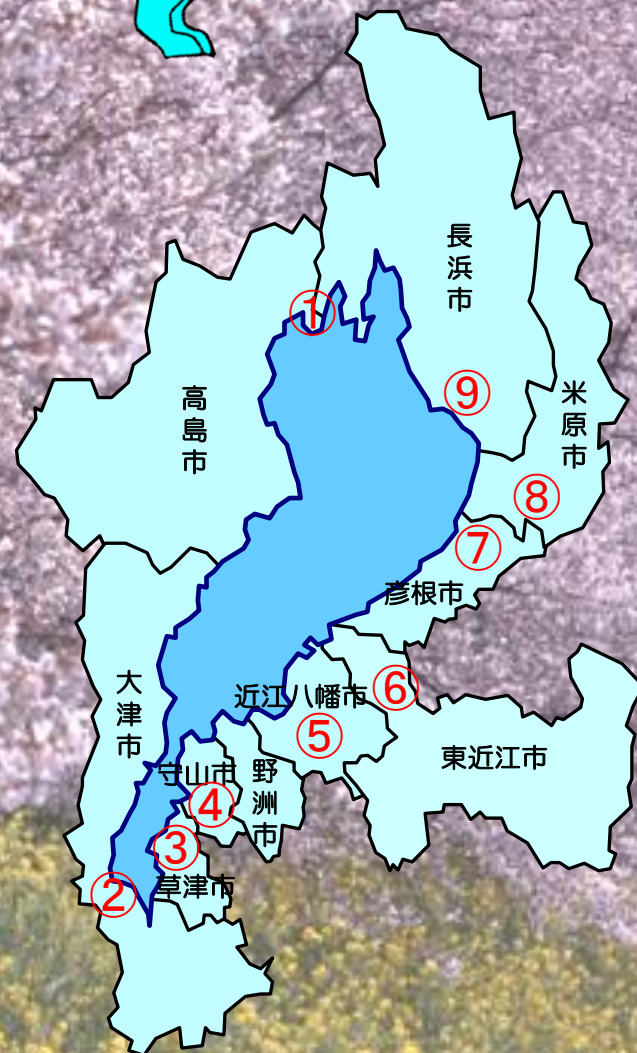 長浜市
①
高島市
米原市
⑨
⑧
⑦
彦根市
大津市
近江八幡市
⑥
⑤
東近江市
守山市
野洲市
④
③
草津市
②